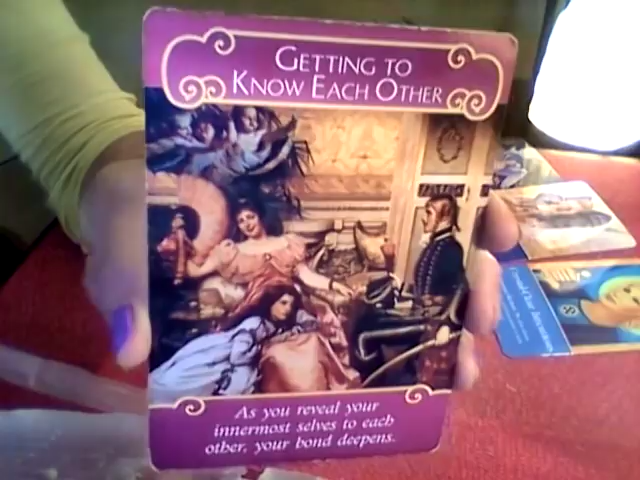 GETTING TO
KNOW EACH OTHER
As you reveal your
innermost selves to each
other, your bond deepens.